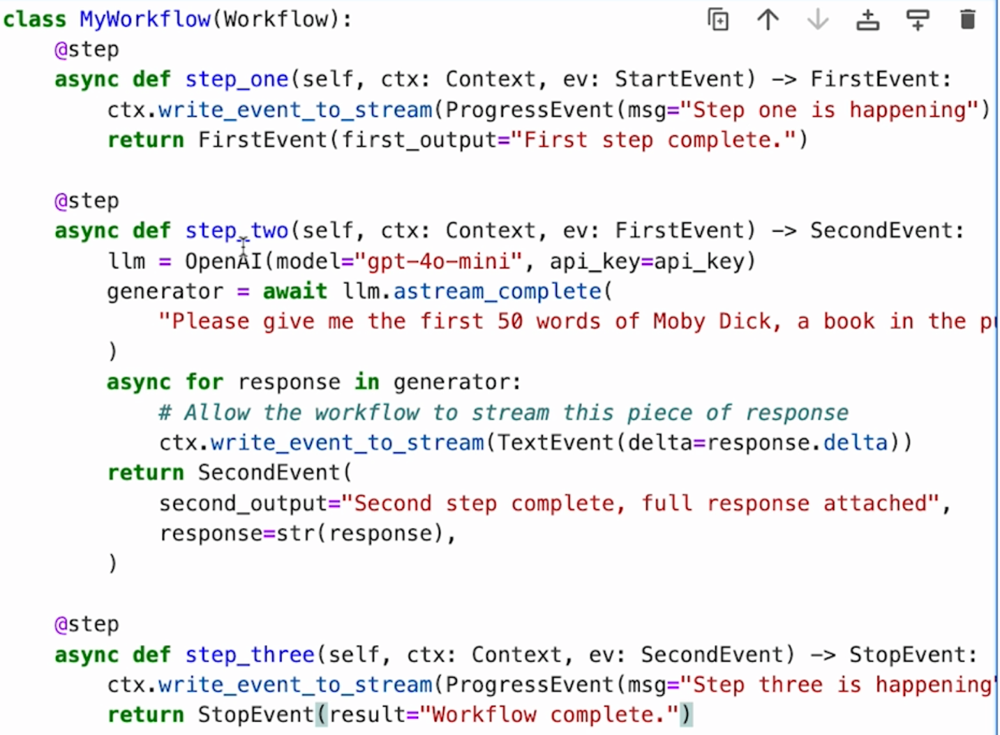 class MyWorkflow(Workflow):
    @step
    async def step_one(self, ctx: Context, ev: StartEvent) -> FirstEvent:
        ctx.write_event_to_stream(ProgressEvent(msg="Step one is happening")
        return FirstEvent(first_output="First step complete.")

    @step
    async def step_two(self, ctx: Context, ev: FirstEvent) -> SecondEvent:
        llm = OpenAI(model="gpt-4o-mini", api_key=api_key)
        generator = await llm.astream_complete(
            "Please give me the first 50 words of Moby Dick, a book in the
        )
        async for response in generator:
            # Allow the workflow to stream this piece of response
            ctx.write_event_to_stream(TextEvent(delta=response.delta))
        return SecondEvent(
            second_output="Second step complete, full response attached",
            response=str(response),
        )

    @step
    async def step_three(self, ctx: Context, ev: SecondEvent) -> StopEvent:
        ctx.write_event_to_stream(ProgressEvent(msg="Step three is happening"
        return StopEvent(result="Workflow complete.")